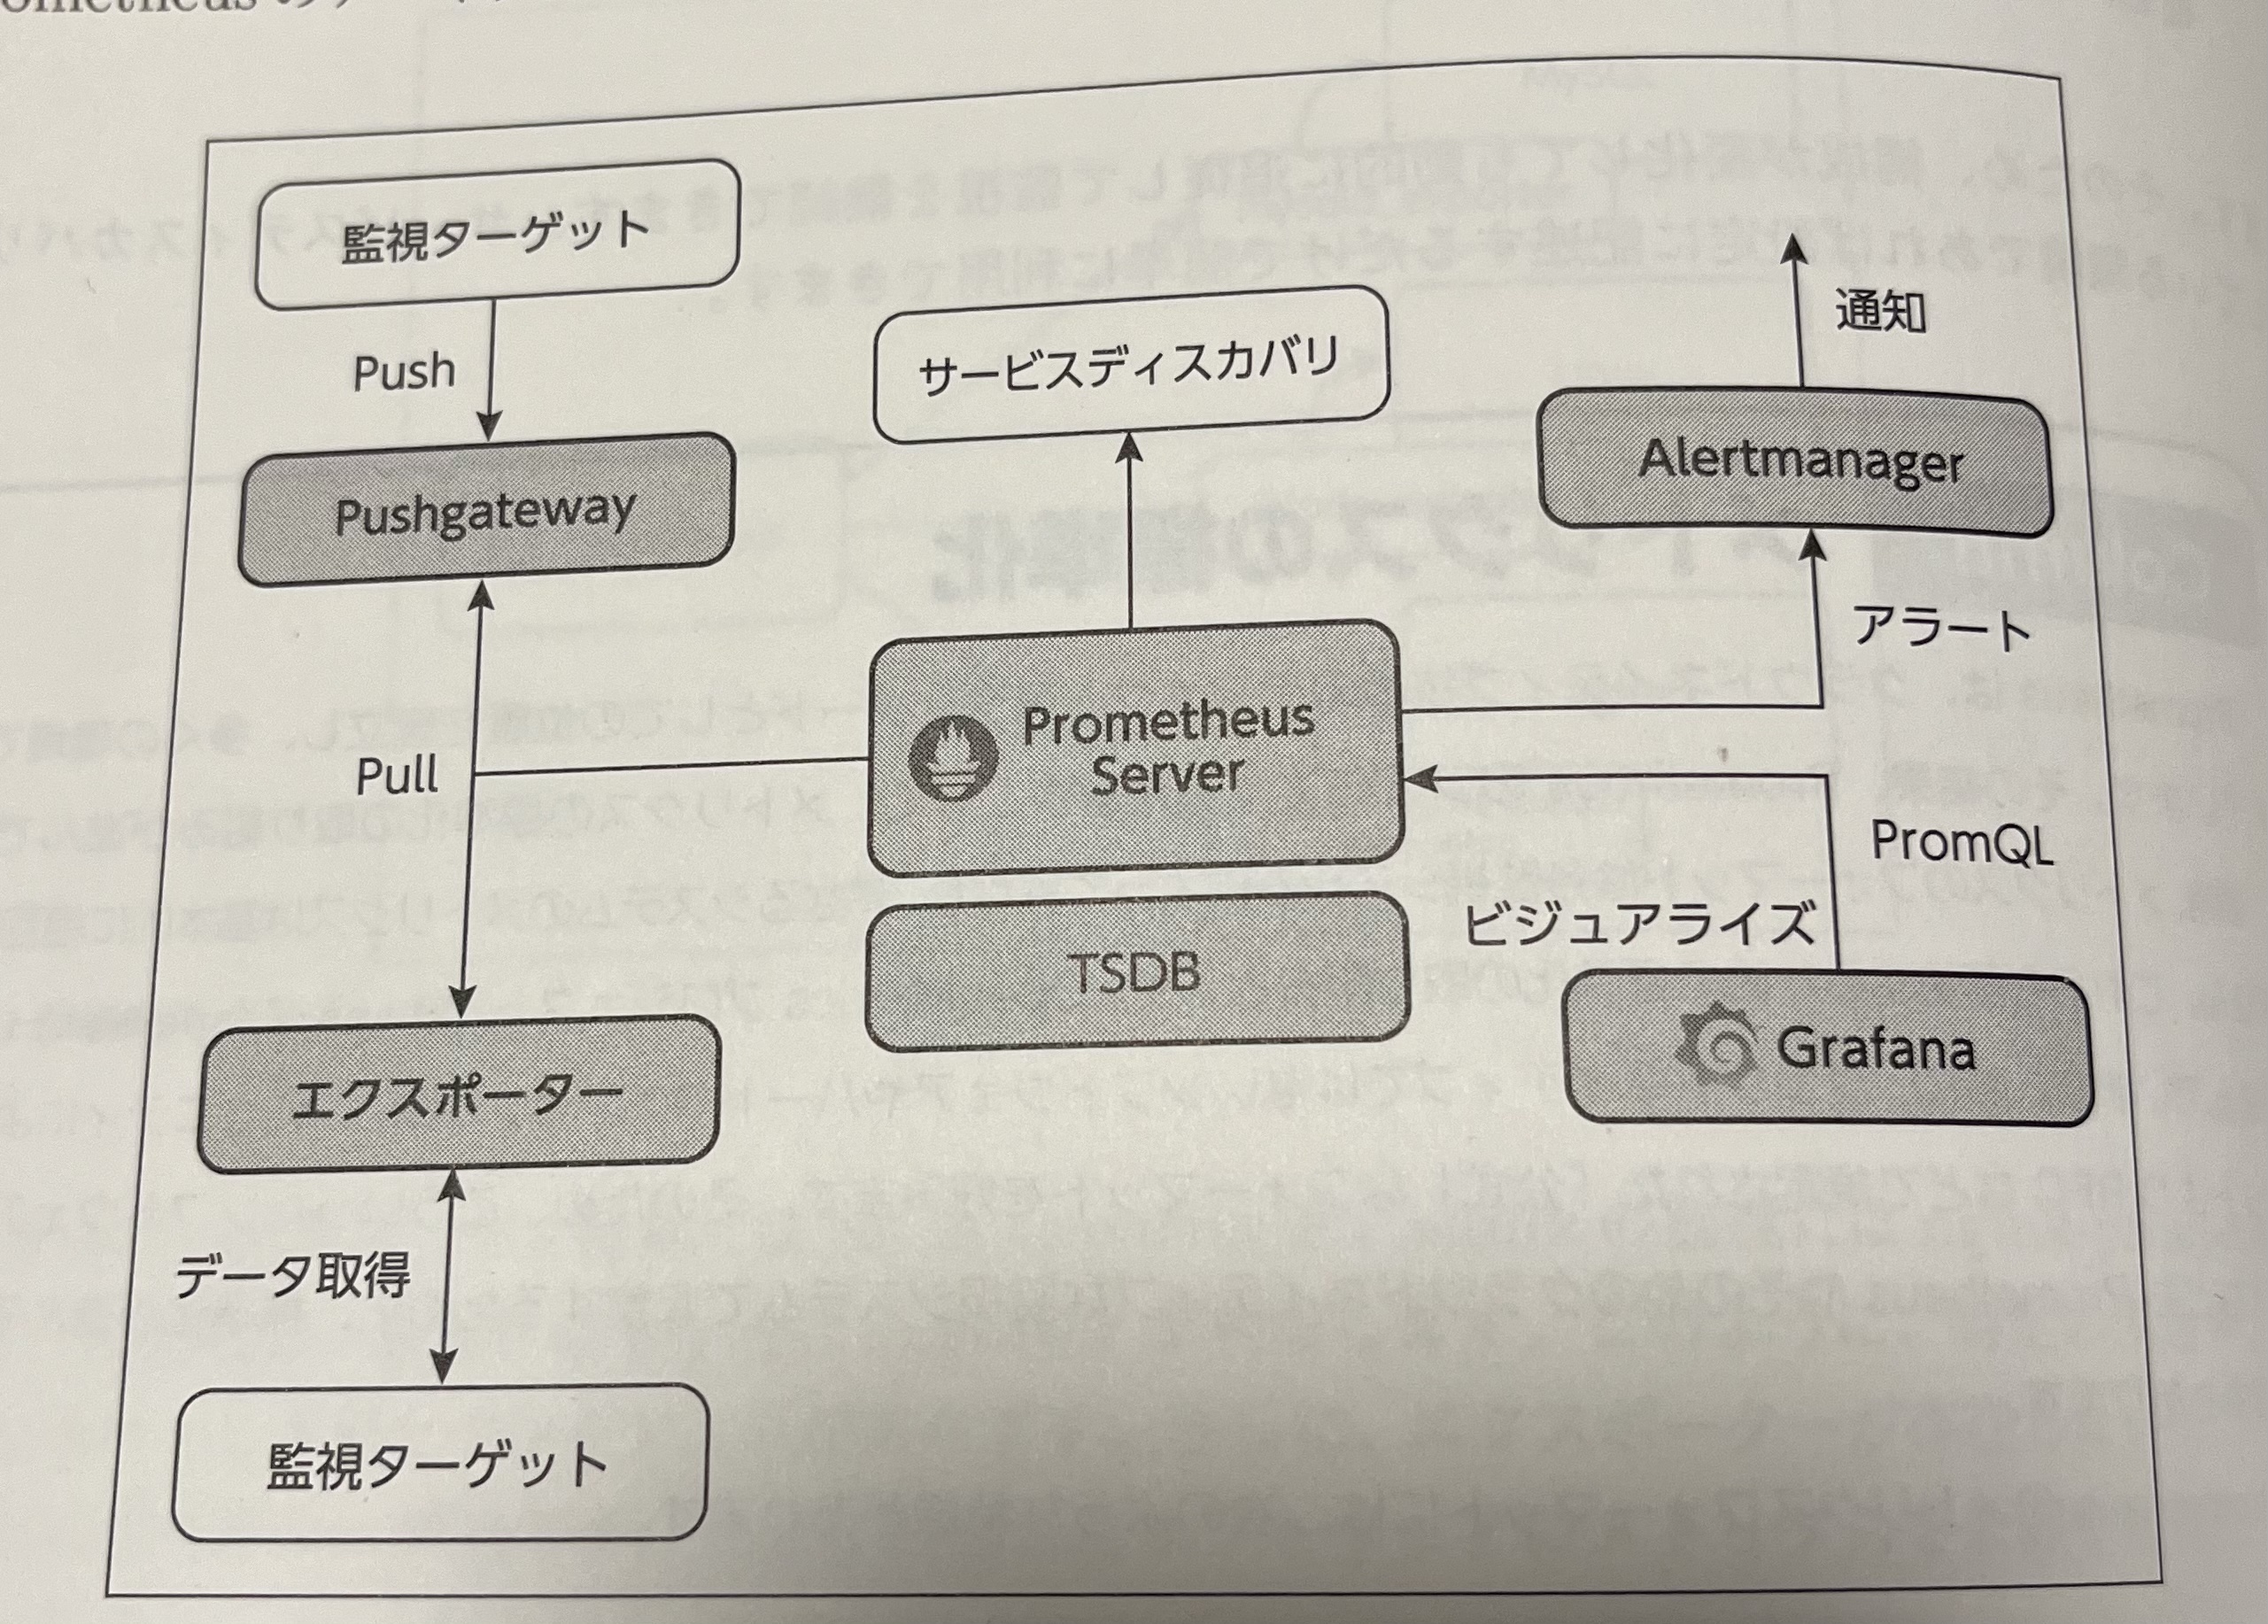 監視ターゲット
Push
Pushgateway
Pull
エクスポーター
データ取得
監視ターゲット
サービスディスカバリ
Prometheus
Server
TSDB
通知
Alertmanager
アラート
PromQL
ビジュアライズ
Grafana